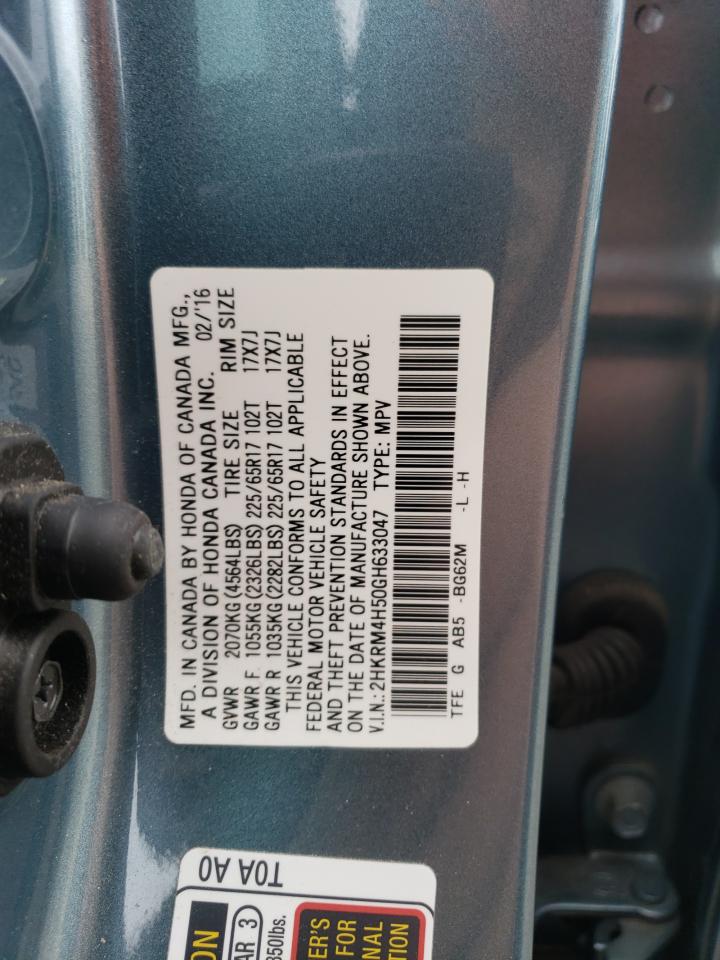 MFD. IN CANADA BY HONDA OF CANADA MFG.,
A DIVISION OF HONDA CANADA INC. 02/'16
GVWR 2070KG (4564LBS) TIRE SIZE RIM SIZE
GAWR F. 1055KG (2326LBS) 225/65R17 102T 17X7J
GAWR R 1035KG (2282LBS) 225/65R17 102T 17X7J
THIS VEHICLE CONFORMS TO ALL APPLICABLE
FEDERAL MOTOR VEHICLE SAFETY
AND THEFT PREVENTION STANDARDS IN EFFECT
ON THE DATE OF MANUFACTURE SHOWN ABOVE.
V.I.N.: 2HKRM4H50GH633047 TYPE: MPV
TFE G AB5 -BG62M -L -H
T0A A0
3
350lbs.
FOR